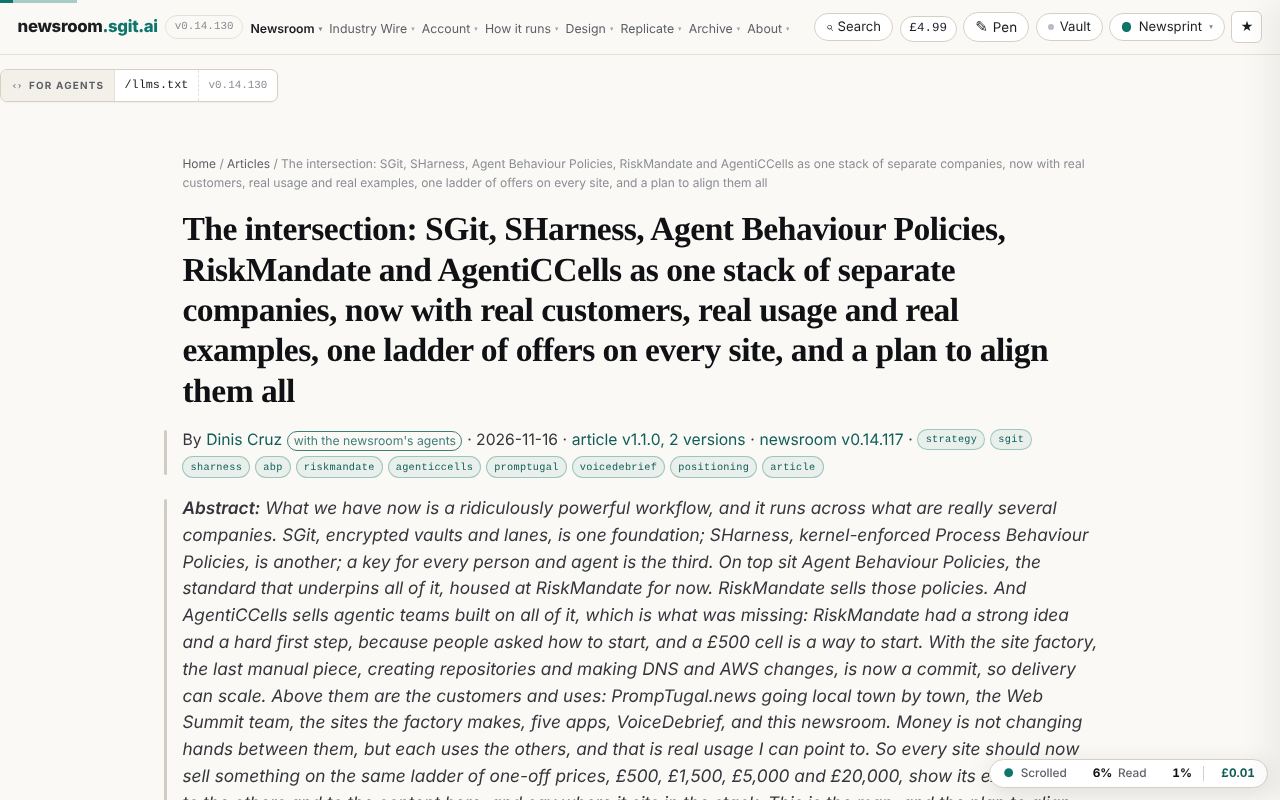 newsroom.sgit.ai v0.14.130 Newsroom Industry Wire Account How it runs Design Replicate Archive About Search £4.99 ✎ Pen Vault Newsprint ★
‹› FOR AGENTS /llms.txt v0.14.130
Home / Articles / The intersection: SGit, SHarness, Agent Behaviour Policies, RiskMandate and AgentiCCells as one stack of separate companies, now with real
customers, real usage and real examples, one ladder of offers on every site, and a plan to align them all
The intersection: SGit, SHarness, Agent Behaviour Policies,
RiskMandate and AgentiCCells as one stack of separate
companies, now with real customers, real usage and real
examples, one ladder of offers on every site, and a plan to align
them all
By Dinis Cruz with the newsroom's agents · 2026-11-16 · article v1.1.0, 2 versions · newsroom v0.14.117 · strategy sgit
sharness abp riskmandate agenticcells promptugal voicedebrief positioning article
Abstract: What we have now is a ridiculously powerful workflow, and it runs across what are really several
companies. SGit, encrypted vaults and lanes, is one foundation; SHarness, kernel-enforced Process Behaviour
Policies, is another; a key for every person and agent is the third. On top sit Agent Behaviour Policies, the
standard that underpins all of it, housed at RiskMandate for now. RiskMandate sells those policies. And
AgentiCCells sells agentic teams built on all of it, which is what was missing: RiskMandate had a strong idea
and a hard first step, because people asked how to start, and a £500 cell is a way to start. With the site factory,
the last manual piece, creating repositories and making DNS and AWS changes, is now a commit, so delivery
can scale. Above them are the customers and uses: PrompTugal.news going local town by town, the Web
Summit team, the sites the factory makes, five apps, VoiceDebrief, and this newsroom. Money is not changing
hands between them, but each uses the others, and that is real usage I can point to. So every site should now
sell something on the same ladder of one-off prices, £500, £1,500, £5,000 and £20,000, show its
Scrolled 6% Read 1% £0.01